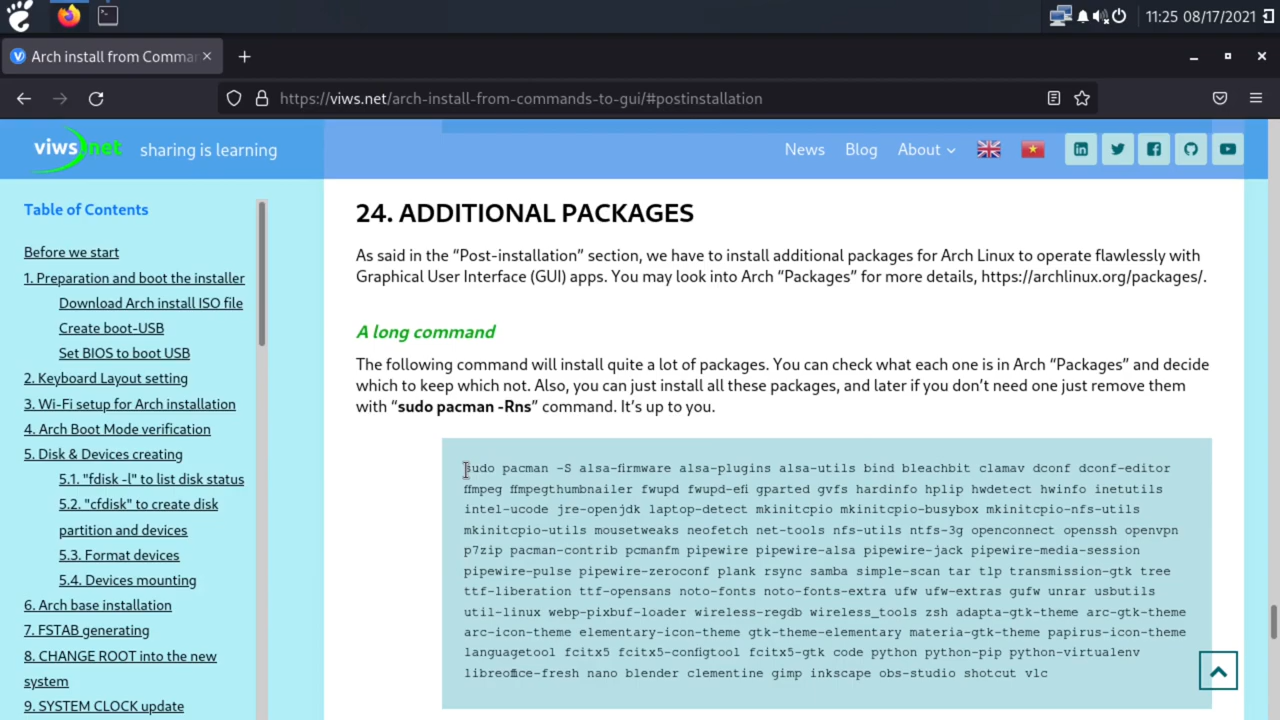 11:25 08/17/2021
Arch install from Comma
https://viws.net/arch-install-from-commands-to-gui/#postinstallation
viws net sharing is learning
News Blog About
Table of Contents
Before we start
1. Preparation and boot the installer
Download Arch install ISO file
Create boot-USB
Set BIOS to boot USB
2. Keyboard Layout setting
3. Wi-Fi setup for Arch installation
4. Arch Boot Mode verification
5. Disk & Devices creating
5.1. "fdisk -l" to list disk status
5.2. "cfdisk" to create disk
partition and devices
5.3. Format devices
5.4. Devices mounting
6. Arch base installation
7. FSTAB generating
8. CHANGE ROOT into the new
system
9. SYSTEM CLOCK update
24. ADDITIONAL PACKAGES
As said in the “Post-installation” section, we have to install additional packages for Arch Linux to operate flawlessly with
Graphical User Interface (GUI) apps. You may look into Arch “Packages” for more details, https://archlinux.org/packages/.
A long command
The following command will install quite a lot of packages. You can check what each one is in Arch “Packages” and decide
which to keep which not. Also, you can just install all these packages, and later if you don’t need one just remove them
with “sudo pacman -Rns” command. It’s up to you.
sudo pacman -S alsa-firmware alsa-plugins alsa-utils bind bleachbit clamav dconf dconf-editor
ffmpeg ffmpegthumbnailer fwupd fwupd-efi gparted gvfs hardinfo hplip hwdetect hwinfo inetutils
intel-ucode jre-openjdk laptop-detect mkinitcpio mkinitcpio-busybox mkinitcpio-nfs-utils
mkinitcpio-utils mousetweaks neofetch net-tools nfs-utils ntfs-3g openconnect openssh openvpn
p7zip pacman-contrib pcmanfm pipewire pipewire-alsa pipewire-jack pipewire-media-session
pipewire-pulse pipewire-zeroconf plank rsync samba simple-scan tar tlp transmission-gtk tree
ttf-liberation ttf-opensans noto-fonts noto-fonts-extra ufw ufw-extras gufw unrar usbutils
util-linux webp-pixbuf-loader wireless-regdb wireless_tools zsh adapta-gtk-theme arc-gtk-theme
arc-icon-theme elementary-icon-theme gtk-theme-elementary materia-gtk-theme papirus-icon-theme
languagetool fcitx5 fcitx5-configtool fcitx5-gtk code python python-pip python-virtualenv
libreoffice-fresh nano blender clementine gimp inkscape obs-studio shotcut vlc